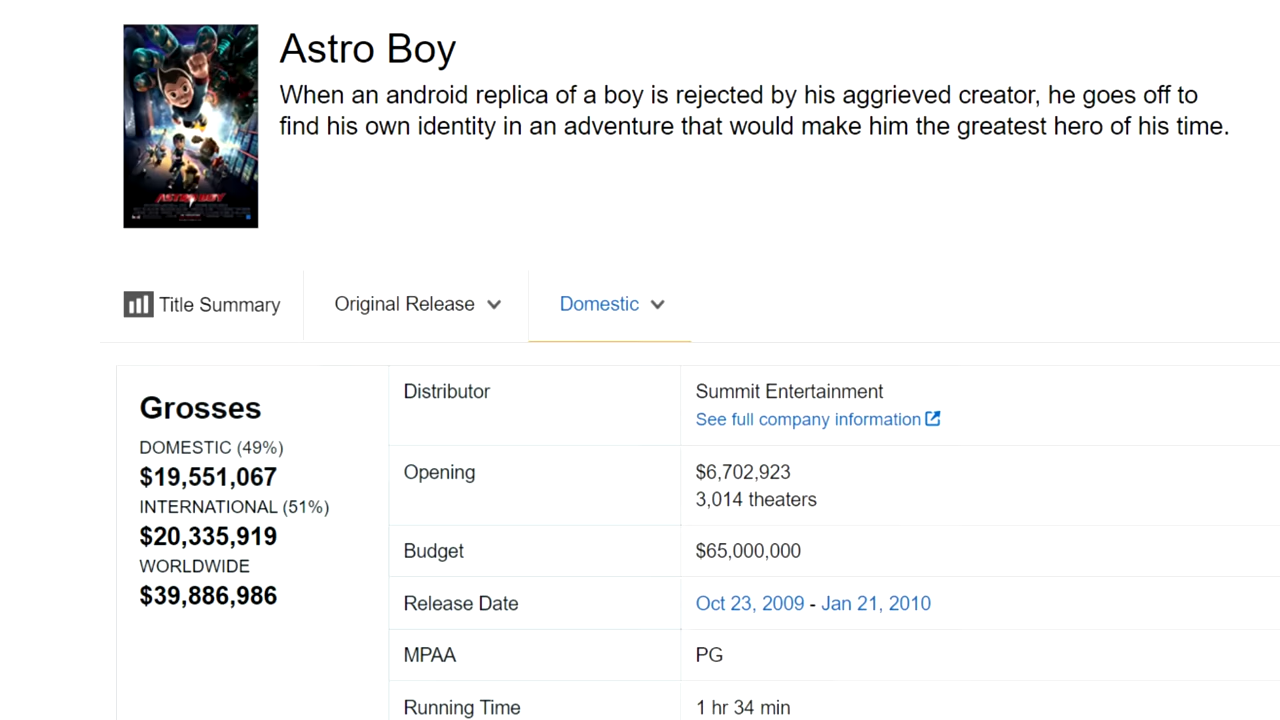 Astro Boy
When an android replica of a boy is rejected by his aggrieved creator, he goes off to
find his own identity in an adventure that would make him the greatest hero of his time.
ASTRO BOY
Title Summary
Original Release
Domestic
Grosses
DOMESTIC (49%)
$19,551,067
INTERNATIONAL (51%)
$20,335,919
WORLDWIDE
$39,886,986
Distributor
Summit Entertainment
See full company information
Opening
$6,702,923
3,014 theaters
Budget
$65,000,000
Release Date
Oct 23, 2009 - Jan 21, 2010
MPAA
PG
Running Time
1 hr 34 min